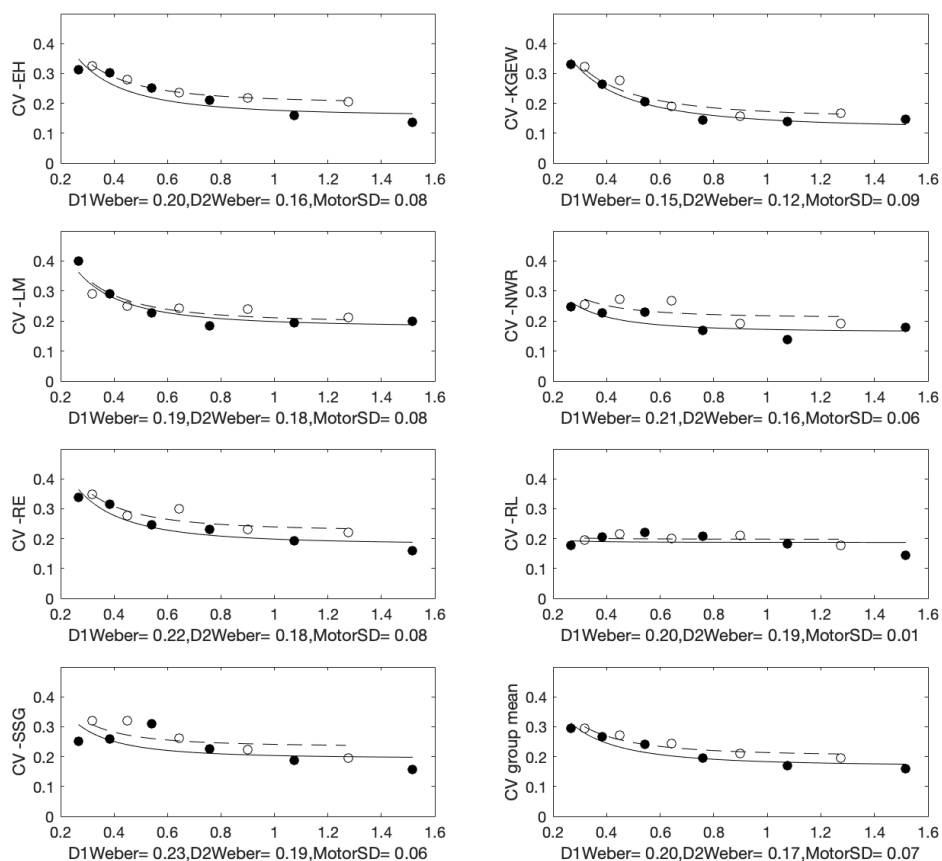 0.4
0.3
0.2
0.1
0
CV -EH
0.2 0.4 0.6 0.8 1 1.2 1.4 1.6
D1Weber= 0.20,D2Weber= 0.16,MotorSD= 0.08
0.4
0.3
0.2
0.1
0
CV -KGEW
0.2 0.4 0.6 0.8 1 1.2 1.4 1.6
D1Weber= 0.15,D2Weber= 0.12,MotorSD= 0.09
0.4
0.3
0.2
0.1
0
CV -LM
0.2 0.4 0.6 0.8 1 1.2 1.4 1.6
D1Weber= 0.19,D2Weber= 0.18,MotorSD= 0.08
0.4
0.3
0.2
0.1
0
CV -NWR
0.2 0.4 0.6 0.8 1 1.2 1.4 1.6
D1Weber= 0.21,D2Weber= 0.16,MotorSD= 0.06
0.4
0.3
0.2
0.1
0
CV -RE
0.2 0.4 0.6 0.8 1 1.2 1.4 1.6
D1Weber= 0.22,D2Weber= 0.18,MotorSD= 0.08
0.4
0.3
0.2
0.1
0
CV -RL
0.2 0.4 0.6 0.8 1 1.2 1.4 1.6
D1Weber= 0.20,D2Weber= 0.19,MotorSD= 0.01
0.4
0.3
0.2
0.1
0
CV -SSG
0.2 0.4 0.6 0.8 1 1.2 1.4 1.6
D1Weber= 0.23,D2Weber= 0.19,MotorSD= 0.06
0.4
0.3
0.2
0.1
0
CV group mean
0.2 0.4 0.6 0.8 1 1.2 1.4 1.6
D1Weber= 0.20,D2Weber= 0.17,MotorSD= 0.07